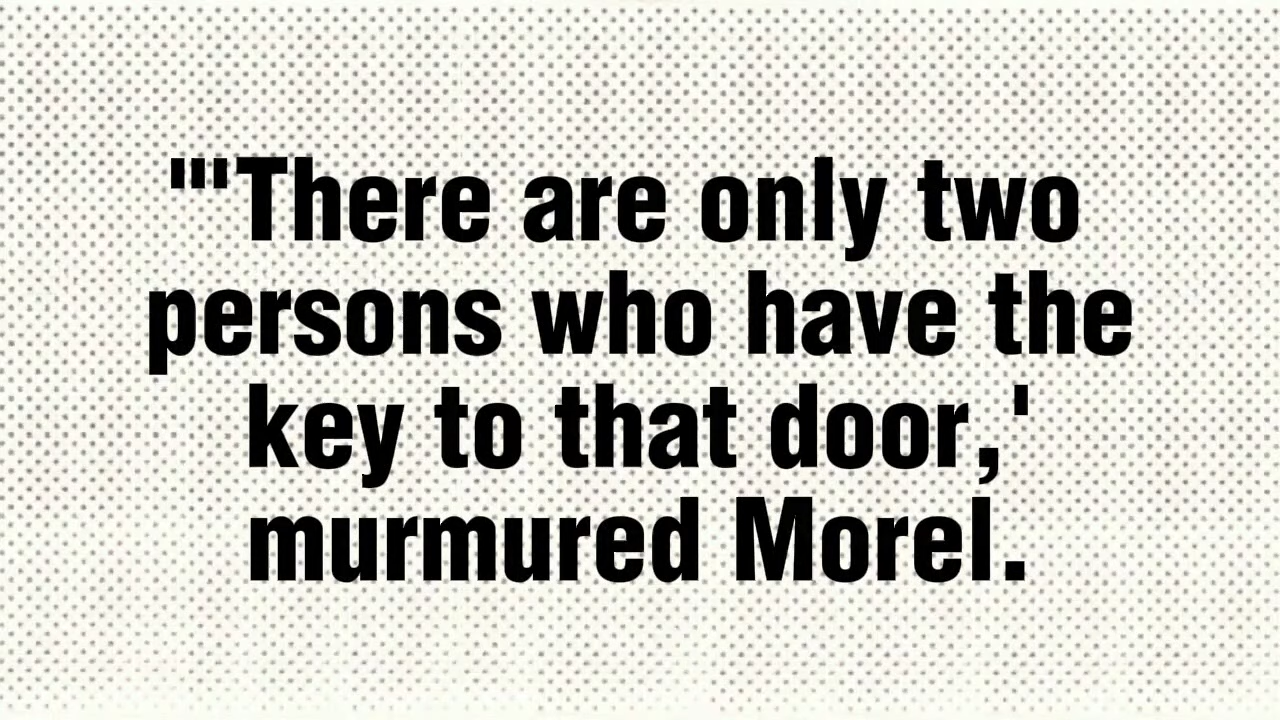 "'There are only two
persons who have the
key to that door,'
murmured Morel.